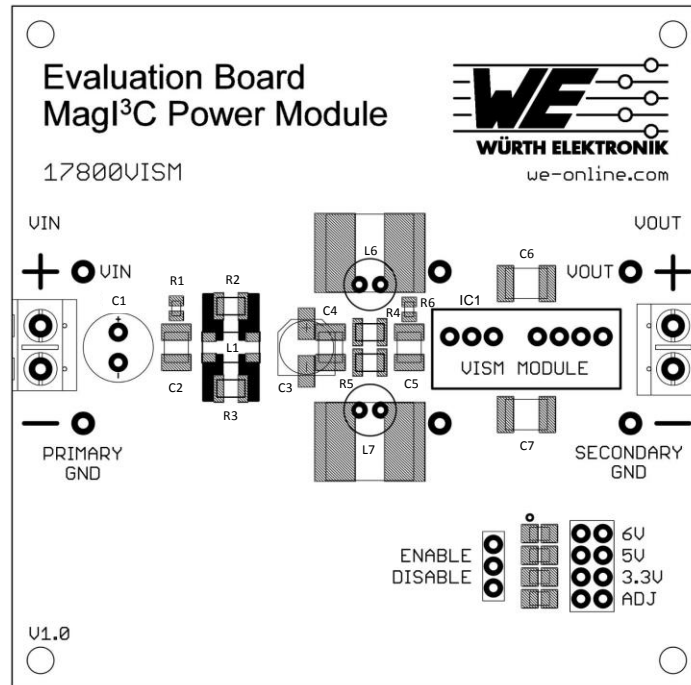 Evaluation Board
MagI³C Power Module
WE
WÜRTH ELEKTRONIK
17800VISM
we-online.com
VIN
VOUT
+
VIN
VOUT
+
L6
C6
C1
R1
R2
C4
R4
R6
IC1
+
L1
VISM MODULE
-
C2
R3
C3
R5
C5
L7
C7
-
PRIMARY
GND
-
SECONDARY
GND
ENABLE
DISABLE
6V
5V
3.3V
ADJ
V1.0